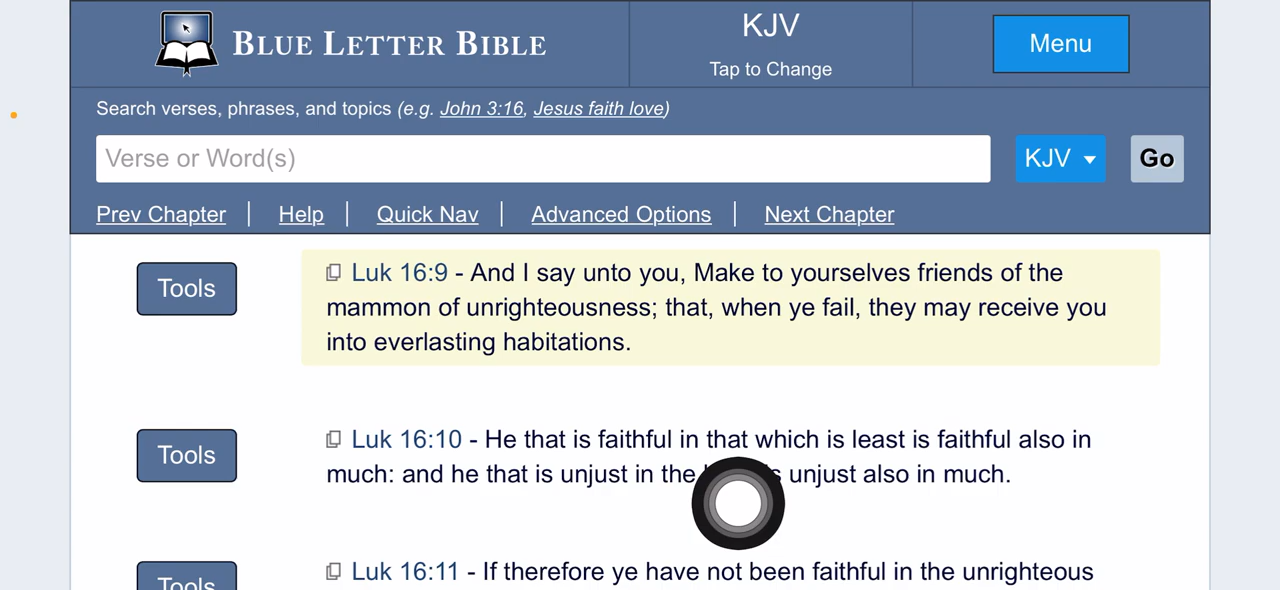 BLUE LETTER BIBLE
KJV
Tap to Change
Menu
Search verses, phrases, and topics (e.g. John 3:16, Jesus faith love)
Verse or Word(s)
KJV
Go
Prev Chapter | Help | Quick Nav | Advanced Options | Next Chapter
Tools
Luk 16:9 - And I say unto you, Make to yourselves friends of the
mammon of unrighteousness; that, when ye fail, they may receive you
into everlasting habitations.
Tools
Luk 16:10 - He that is faithful in that which is least is faithful also in
much: and he that is unjust in the unjust also in much.
Tools
Luk 16:11 - If therefore ye have not been faithful in the unrighteous